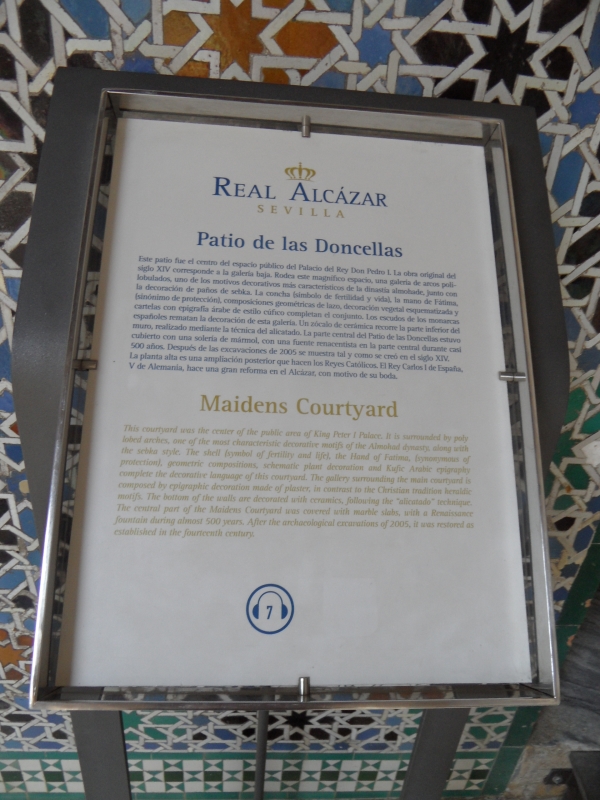 REAL ALCÁZAR
SEVILLA
Patio de las Doncellas
Este patio fue el centro del espacio público del Palacio del Rey Don Pedro I. La obra original del
siglo XIV corresponde a la galería baja. Rodea este magnífico espacio, una galería de arcos poli-
lobulados, uno de los motivos decorativos más característicos de la dinastía almohade, junto con
la decoración de paños de sebka. La concha (símbolo de fertilidad y vida), la mano de Fátima,
(sinónimo de protección), composiciones geométricas de lazo, decoración vegetal esquematizada y
cartelas con epigrafía árabe de estilo cúfico completan el conjunto. Los escudos de los monarcas
españoles rematan la decoración de esta galería. Un zócalo de cerámica recorre la parte inferior del
muro, realizado mediante la técnica del alicatado. La parte central del Patio de las Doncellas estuvo
cubierto con una solería de mármol, con una fuente renacentista en la parte central durante casi
500 años. Después de las excavaciones de 2005 se muestra tal y como se creó en el siglo XIV.
La planta alta es una ampliación posterior que hacen los Reyes Católicos. El Rey Carlos I de España,
V de Alemania, hace una gran reforma en el Alcázar, con motivo de su boda.
Maidens Courtyard
This courtyard was the center of the public area of King Peter I Palace. It is surrounded by poly
lobed arches, one of the most characteristic decorative motifs of the Almohad dynasty, along with
the sebka style. The shell (symbol of fertility and life), the Hand of Fatima, (synonymous of
protection), geometric compositions, schematic plant decoration and Kufic Arabic epigraphy
complete the decorative language of this courtyard. The gallery surrounding the main courtyard is
composed by epigraphic decoration made of plaster, in contrast to the Christian tradition heraldic
motifs. The bottom of the walls are decorated with ceramics, following the "alicatado" technique.
The central part of the Maidens Courtyard was covered with marble slabs, with a Renaissance
fountain during almost 500 years. After the archaeological excavations of 2005, it was restored as
established in the fourteenth century.
7